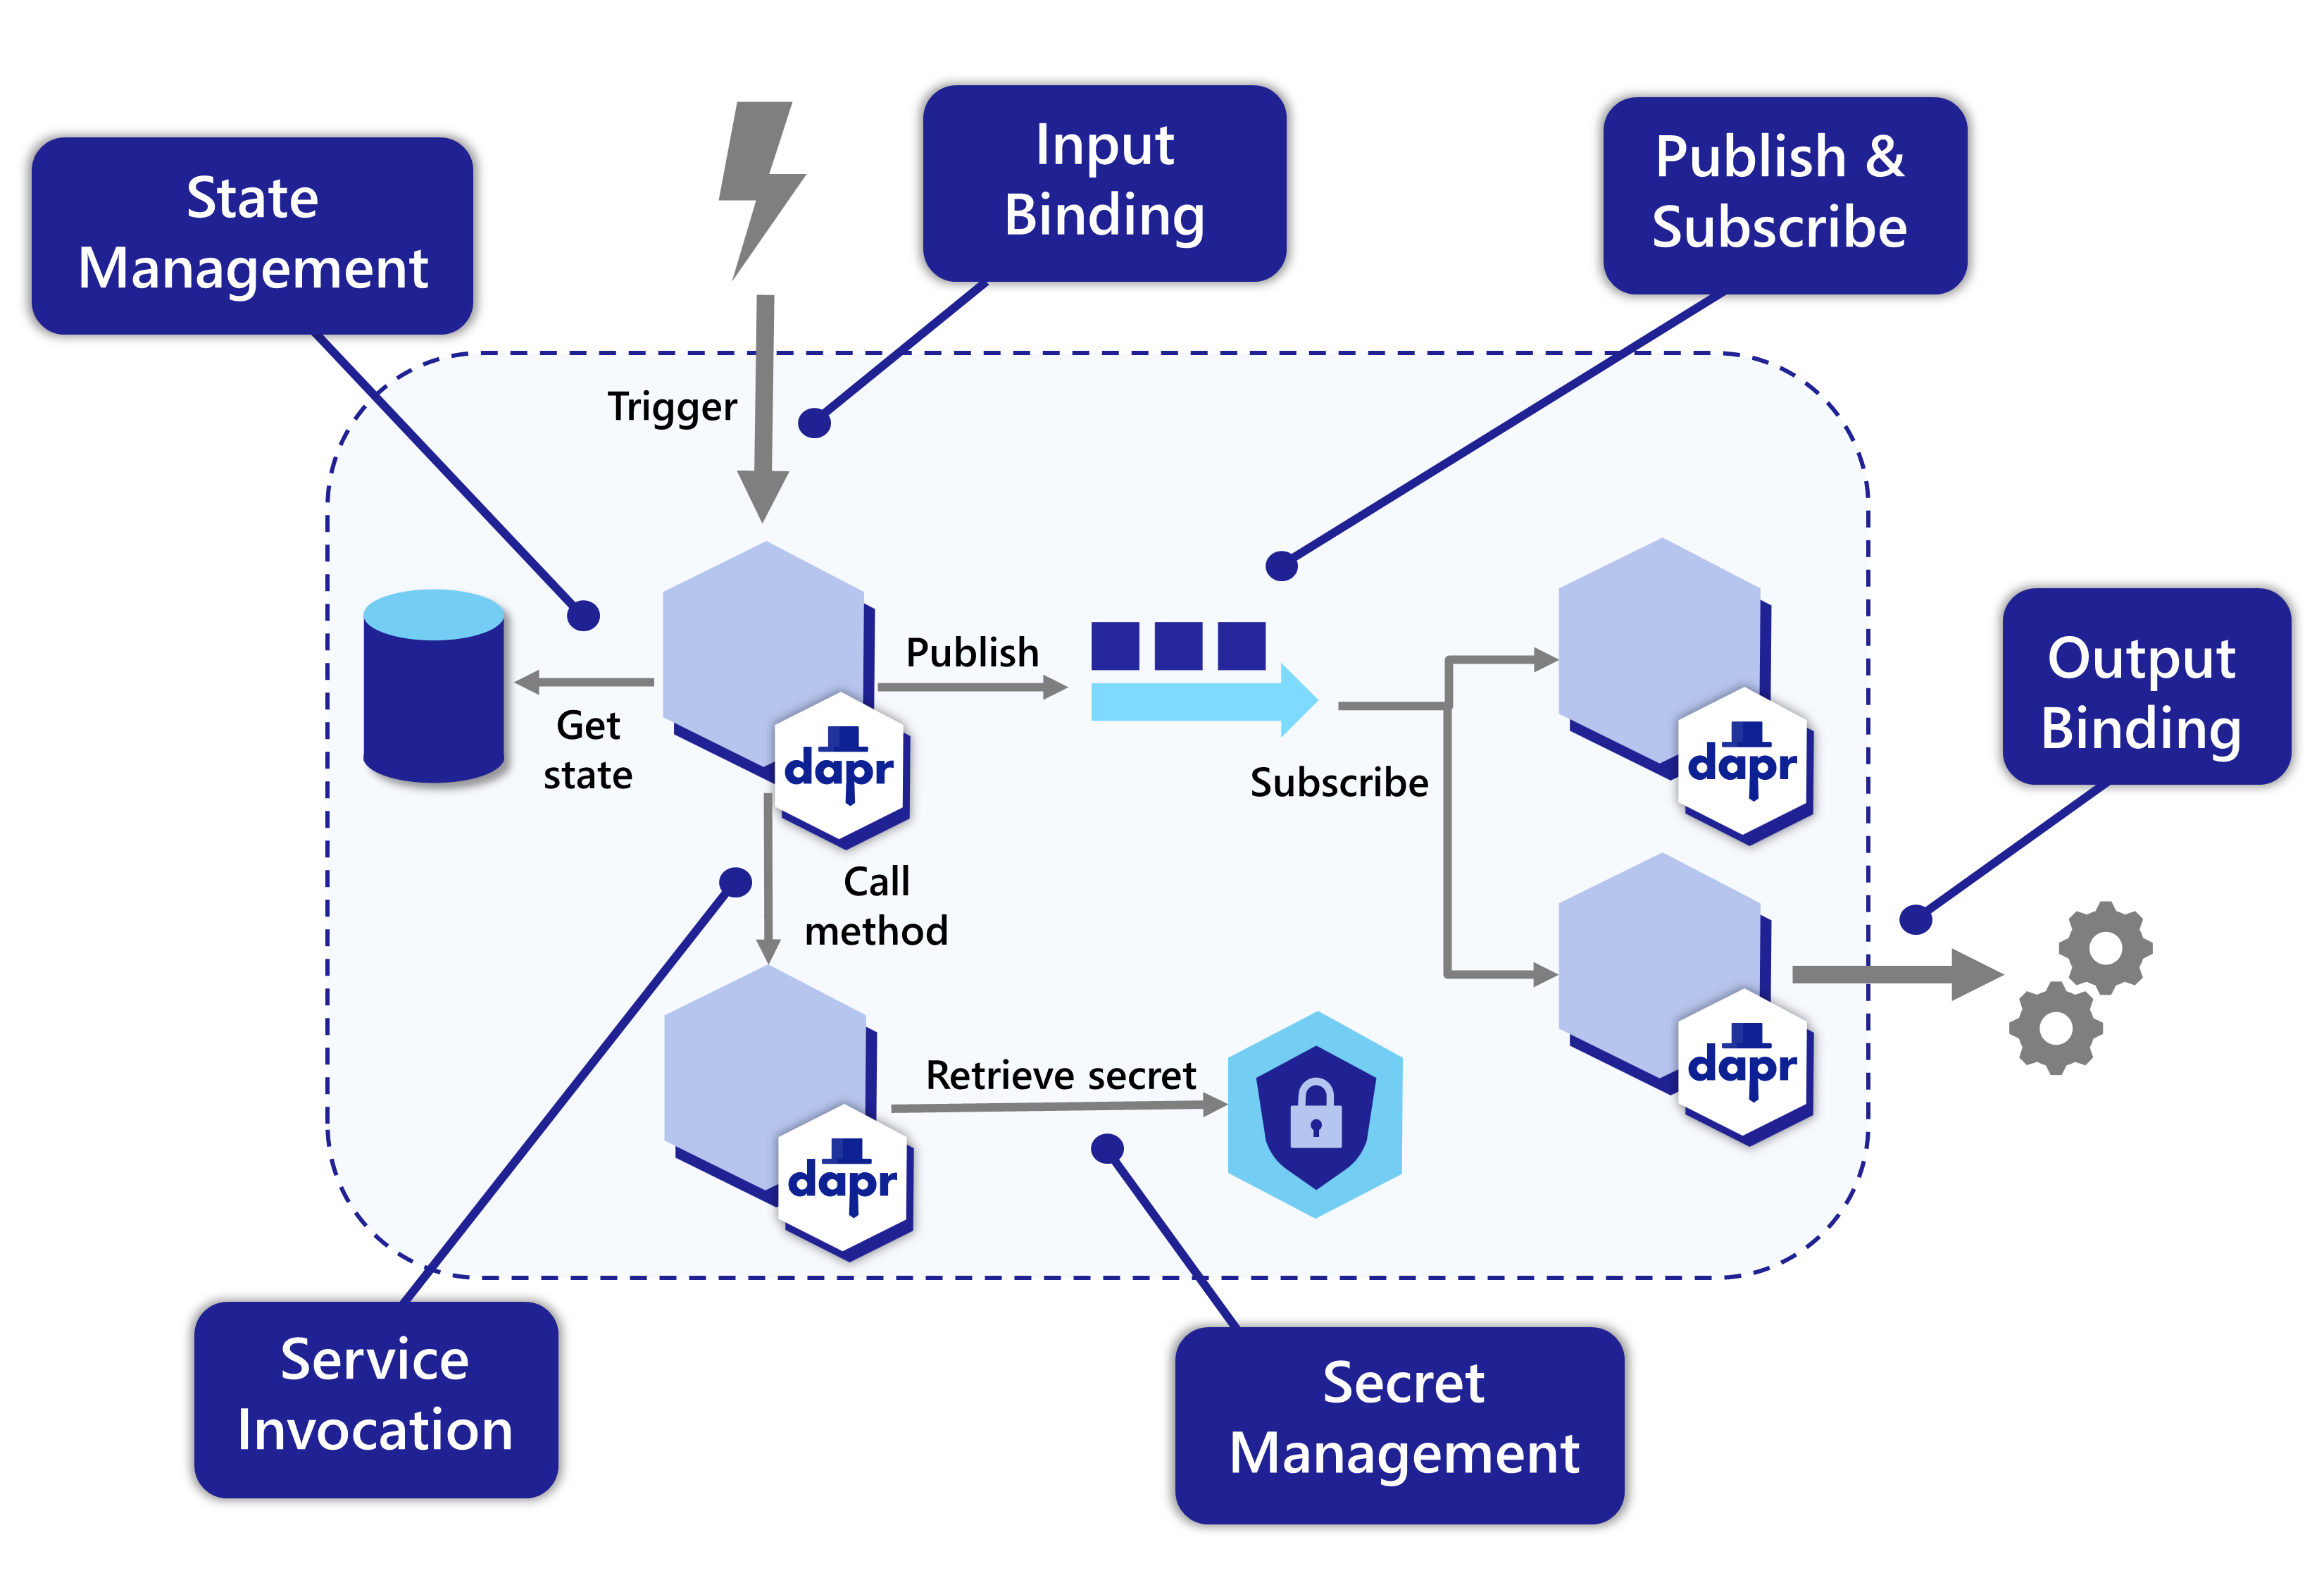 State
Management
Input
Binding
Publish &
Subscribe
Trigger
Output
Binding
Publish
Get
state
dapr
Subscribe
dapr
Call
method
dapr
Retrieve secret
dapr
Service
Invocation
Secret
Management